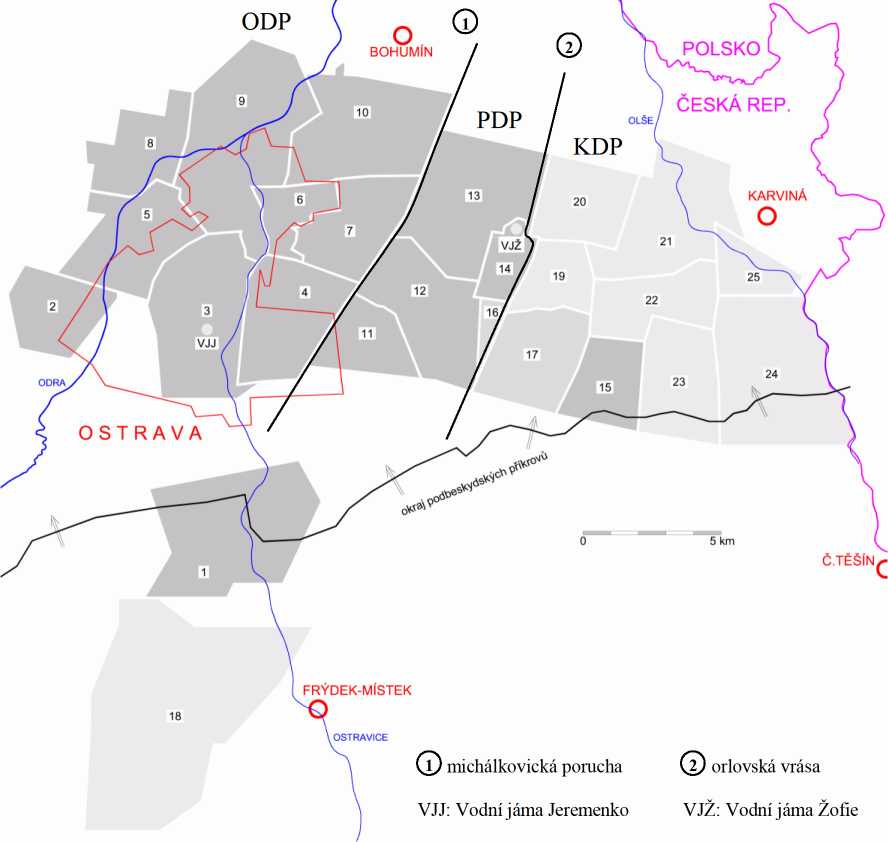 ODP
1
BOHUMÍN
2
POLSKO
ČESKÁ REP.
9
10
PDP
OLŠE
8
KDP
13
KARVINÁ
6
20
5
7
VJŽ
21
14
19
25
2
4
12
22
3
16
VJJ
11
17
23
24
15
ODRA
OSTRAVA
okraj podbeskydských příkrovů
0
5 km
1
Č.TĚŠÍN
FRÝDEK-MÍSTEK
18
OSTRAVICE
1 michálkovická porucha
2 orlovská vrása
VJJ: Vodní jáma Jeremenko
VJŽ: Vodní jáma Žofie